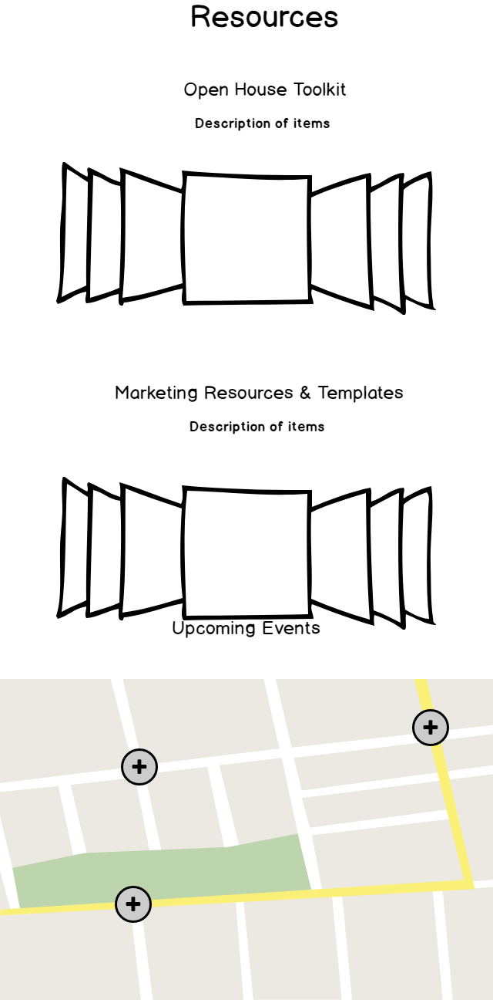 Resources
Open House Toolkit
Description of items
Marketing Resources & Templates
Description of items
Upcoming Events